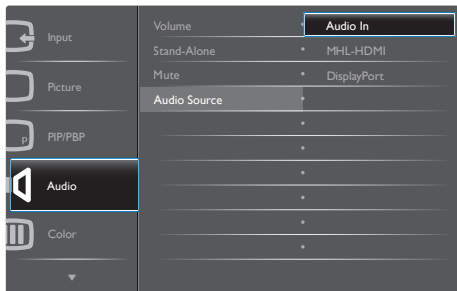 Input
Picture
p
PIP/PBP
Audio
Color
Volume
Stand-Alone
Mute
Audio Source
Audio In
MHL-HDMI
DisplayPort